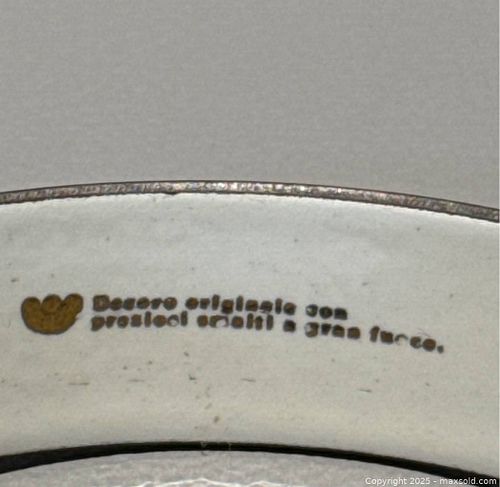 Decoro originale con
preziosi smalti a gran fuoco.
Copyright 2025 - maxsold.com